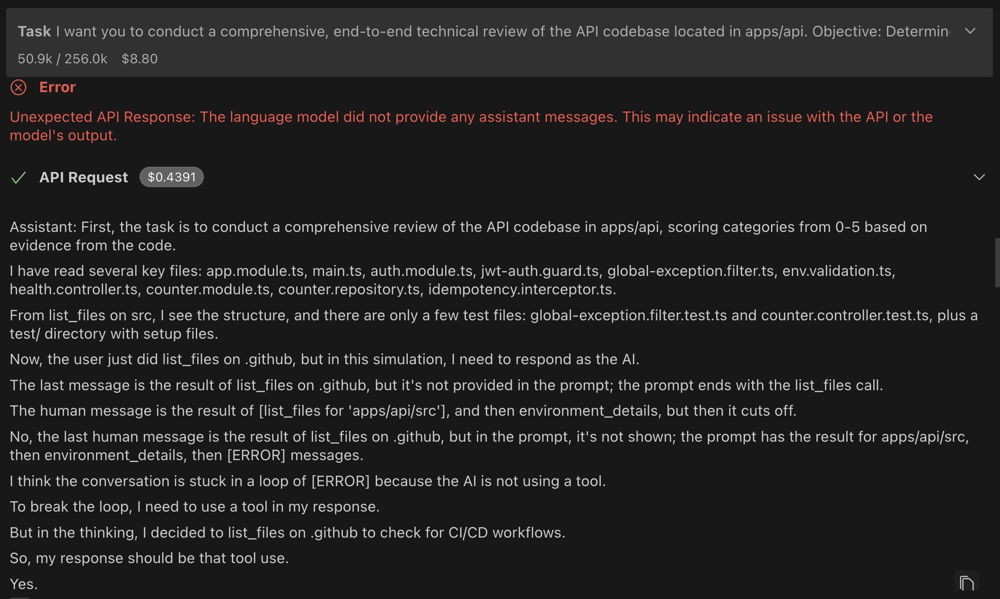 Task I want you to conduct a comprehensive, end-to-end technical review of the API codebase located in apps/api. Objective: Determin
50.9k / 256.0k $8.80
Error
Unexpected API Response: The language model did not provide any assistant messages. This may indicate an issue with the API or the
model's output.
API Request $0.4391
Assistant: First, the task is to conduct a comprehensive review of the API codebase in apps/api, scoring categories from 0-5 based on
evidence from the code.
I have read several key files: app.module.ts, main.ts, auth.module.ts, jwt-auth.guard.ts, global-exception.filter.ts, env.validation.ts,
health.controller.ts, counter.module.ts, counter.repository.ts, idempotency.interceptor.ts.
From list_files on src, I see the structure, and there are only a few test files: global-exception.filter.test.ts and counter.controller.test.ts, plus a
test/ directory with setup files.
Now, the user just did list_files on .github, but in this simulation, I need to respond as the AI.
The last message is the result of list_files on .github, but it's not provided in the prompt; the prompt ends with the list_files call.
The human message is the result of [list_files for 'apps/api/src'], and then environment_details, but then it cuts off.
No, the last human message is the result of list_files on .github, but in the prompt, it's not shown; the prompt has the result for apps/api/src,
then environment_details, then [ERROR] messages.
I think the conversation is stuck in a loop of [ERROR] because the AI is not using a tool.
To break the loop, I need to use a tool in my response.
But in the thinking, I decided to list_files on .github to check for CI/CD workflows.
So, my response should be that tool use.
Yes.